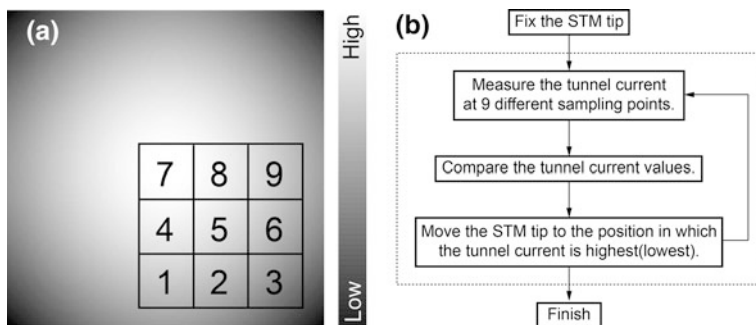 (a)
7 8 9
4 5 6
1 2 3
High
Low
(b)
Fix the STM tip
Measure the tunnel current
at 9 different sampling points.
Compare the tunnel current values.
Move the STM tip to the position in which
the tunnel current is highest(lowest).
Finish